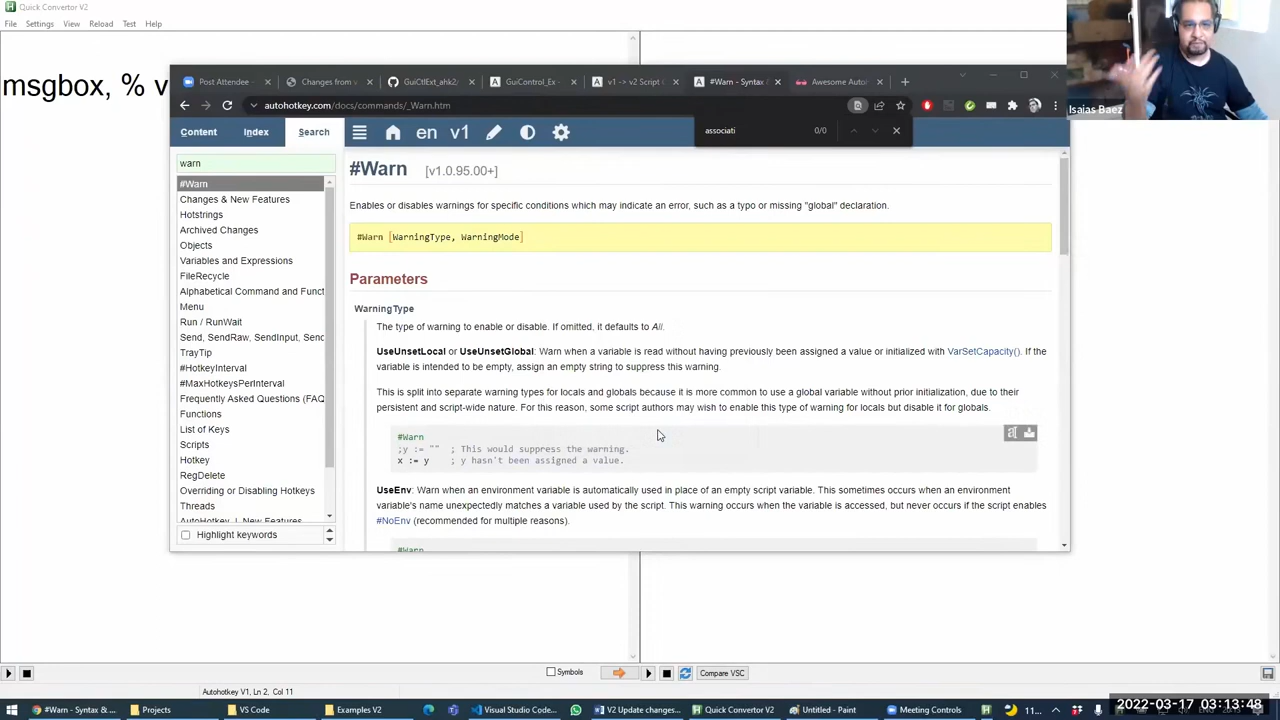 Quick Convertor V2
File Settings View Reload Test Help
msgbox, % v
Post Attendee
Changes from v
GuiCtlExt_ahk2/
GuiControl_Ex
v1 -> v2 Script C
#Warn - Syntax
Awesome Auto
autohotkey.com/docs/commands/_Warn.htm
Isaias Baez
Content Index Search
en v1
associati 0/0
warn
#Warn
Changes & New Features
Hotstrings
Archived Changes
Objects
Variables and Expressions
FileRecycle
Alphabetical Command and Funct
Menu
Run / RunWait
Send, SendRaw, SendInput, Send
TrayTip
#HotkeyInterval
#MaxHotkeysPerInterval
Frequently Asked Questions (FAQ
Functions
List of Keys
Scripts
Hotkey
RegDelete
Overriding or Disabling Hotkeys
Threads
AutoHotkey_L New Features
Highlight keywords
#Warn [v1.0.95.00+]
Enables or disables warnings for specific conditions which may indicate an error, such as a typo or missing "global" declaration.
#Warn [WarningType, WarningMode]
Parameters
WarningType
The type of warning to enable or disable. If omitted, it defaults to All.
UseUnsetLocal or UseUnsetGlobal: Warn when a variable is read without having previously been assigned a value or initialized with VarSetCapacity(). If the
variable is intended to be empty, assign an empty string to suppress this warning.
This is split into separate warning types for locals and globals because it is more common to use a global variable without prior initialization, due to their
persistent and script-wide nature. For this reason, some script authors may wish to enable this type of warning for locals but disable it for globals.
#Warn
;y := "" ; This would suppress the warning.
x := y ; y hasn't been assigned a value.
UseEnv: Warn when an environment variable is automatically used in place of an empty script variable. This sometimes occurs when an environment
variable's name unexpectedly matches a variable used by the script. This warning occurs when the variable is accessed, but never occurs if the script enables
#NoEnv (recommended for multiple reasons).
#Warn
Symbols
Compare VSC
Autohotkey V1, Ln 2, Col 11
#Warn - Syntax &...
Projects
VS Code
Examples V2
Visual Studio Code...
V2 Update changes...
Quick Convertor V2
Untitled - Paint
Meeting Controls
11...
2022-03-17 03:13:48